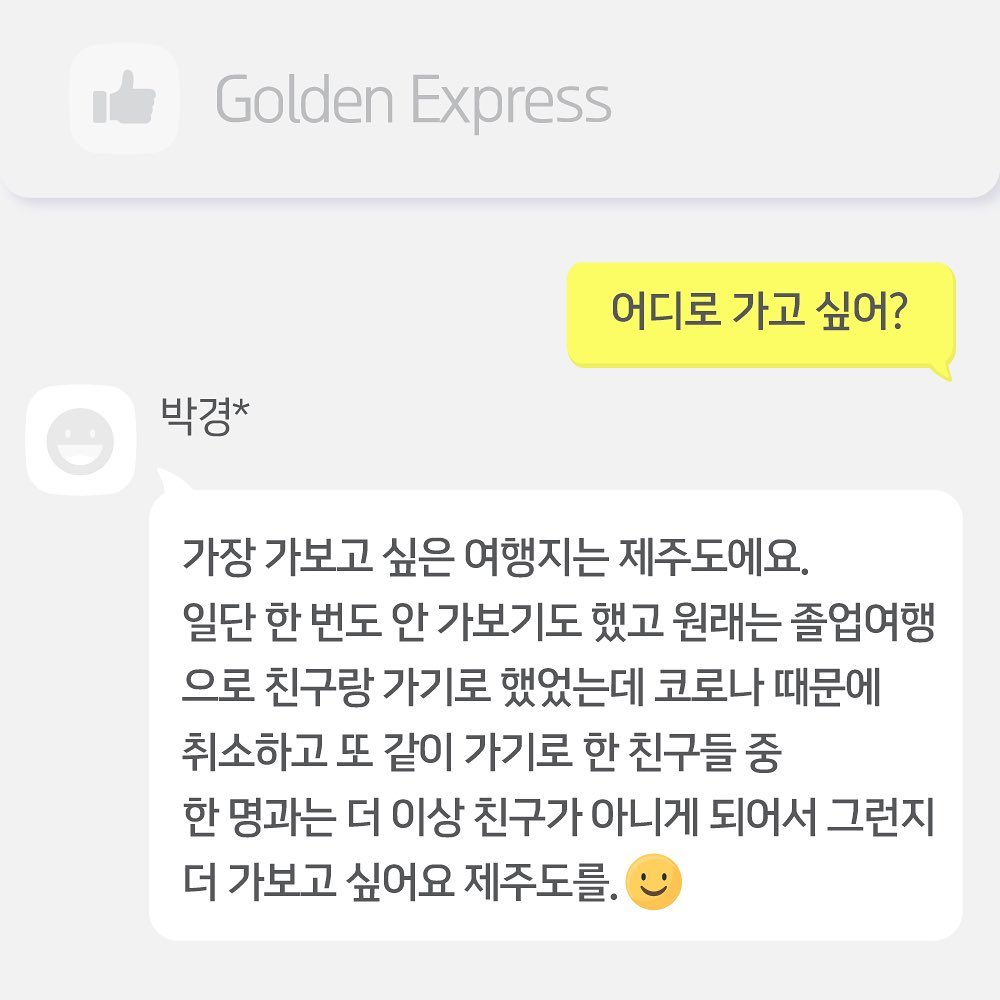 Golden Express
어디로 가고 싶어?
박경*
가장 가보고 싶은 여행지는 제주도에요.
일단 한 번도 안 가보기도 했고 원래는 졸업여행
으로 친구랑 가기로 했었는데 코로나 때문에
취소하고 또 같이 가기로 한 친구들 중
한 명과는 더 이상 친구가 아니게 되어서 그런지
더 가보고 싶어요 제주도를.